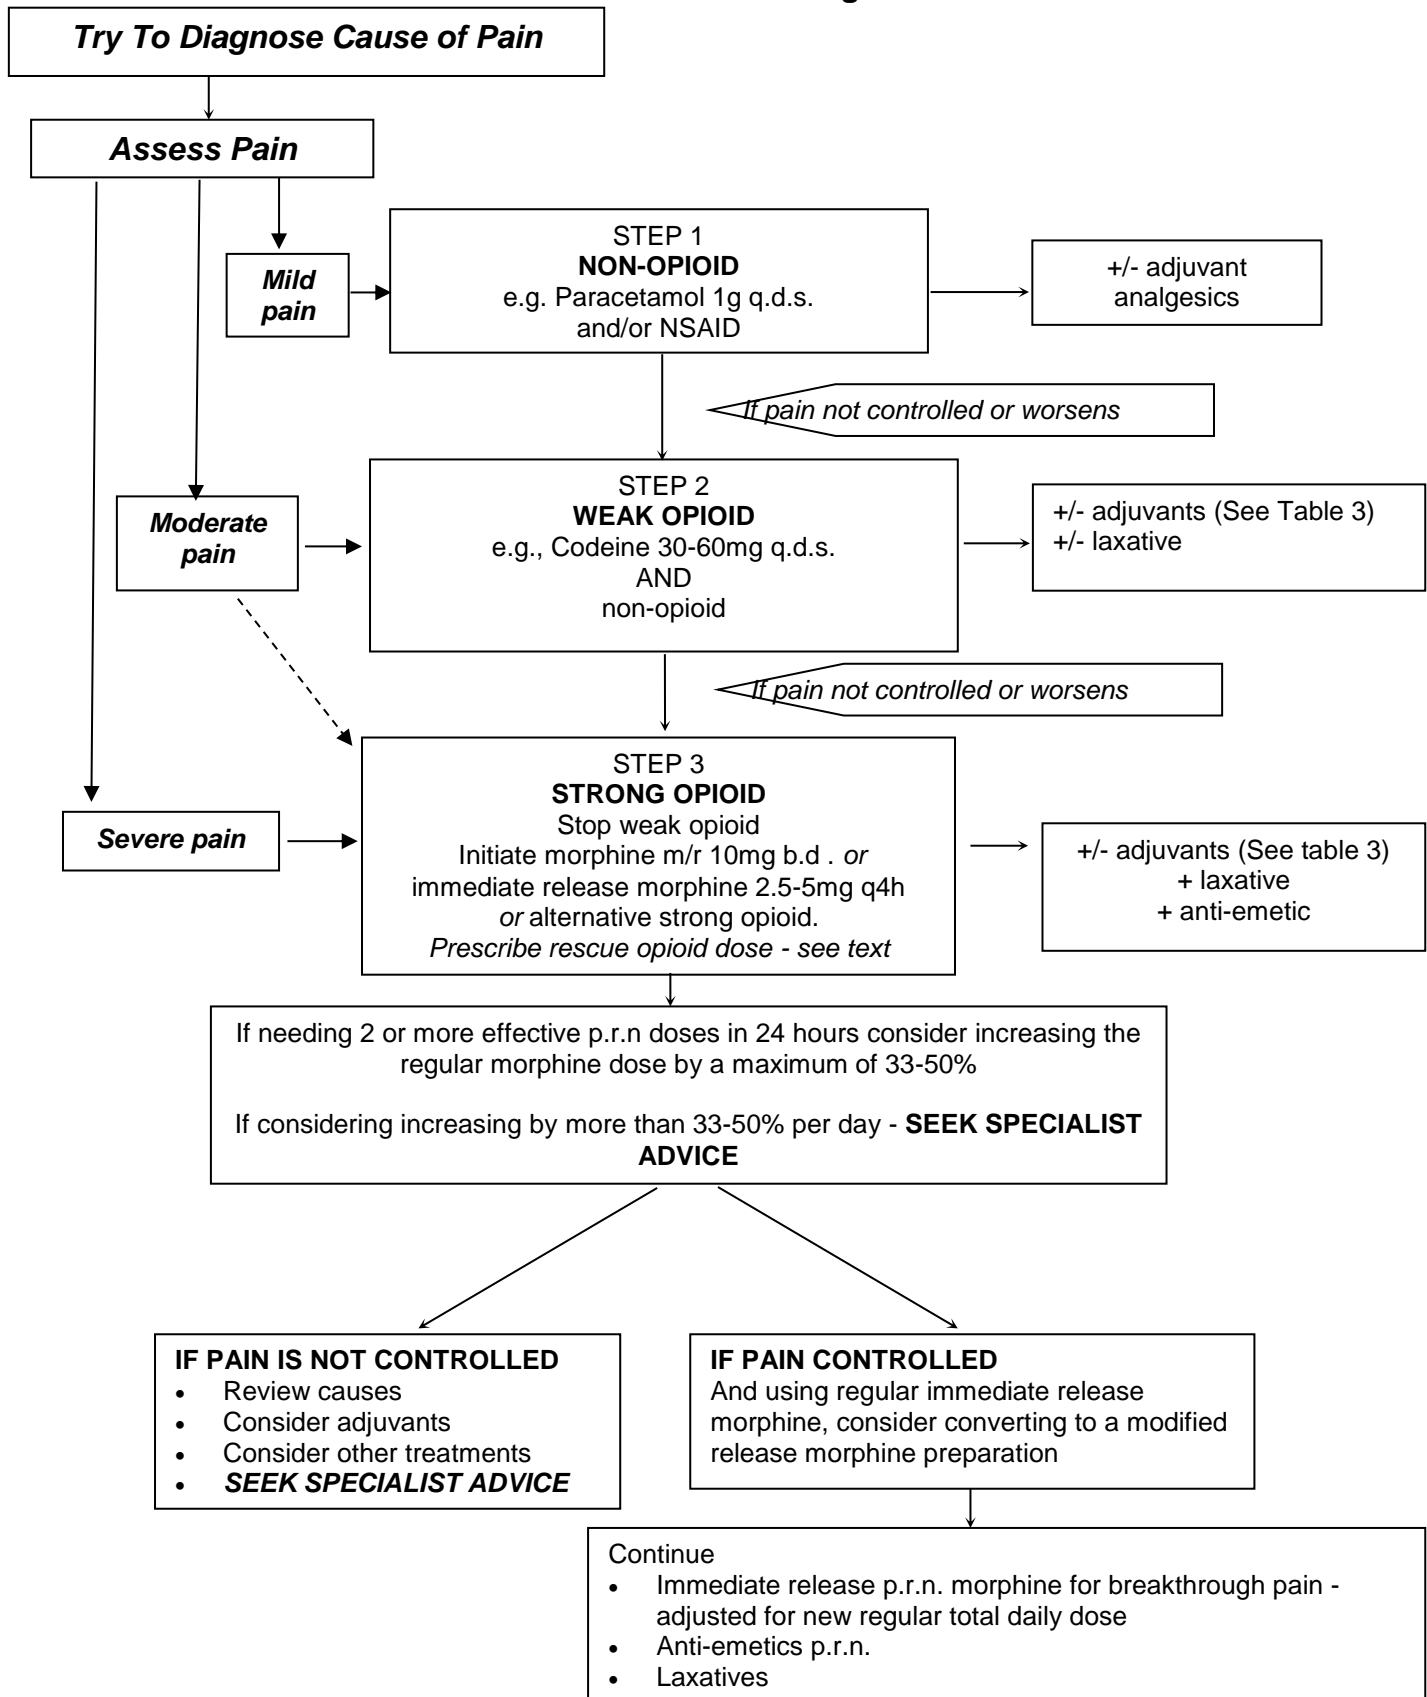 Try To Diagnose Cause of Pain
Assess Pain
Mild
pain
STEP 1
NON-OPIOID
e.g. Paracetamol 1g q.d.s.
and/or NSAID
+/- adjuvant
analgesics
If pain not controlled or worsens
Moderate
pain
STEP 2
WEAK OPIOID
e.g., Codeine 30-60mg q.d.s.
AND
non-opioid
+/- adjuvants (See Table 3)
+/- laxative
If pain not controlled or worsens
Severe pain
STEP 3
STRONG OPIOID
Stop weak opioid
Initiate morphine m/r 10mg b.d . or
immediate release morphine 2.5-5mg q4h
or alternative strong opioid.
Prescribe rescue opioid dose - see text
+/- adjuvants (See table 3)
+ laxative
+ anti-emetic
If needing 2 or more effective p.r.n doses in 24 hours consider increasing the
regular morphine dose by a maximum of 33-50%
If considering increasing by more than 33-50% per day - SEEK SPECIALIST
ADVICE
IF PAIN IS NOT CONTROLLED
• Review causes
• Consider adjuvants
• Consider other treatments
• SEEK SPECIALIST ADVICE
IF PAIN CONTROLLED
And using regular immediate release
morphine, consider converting to a modified
release morphine preparation
Continue
• Immediate release p.r.n. morphine for breakthrough pain -
adjusted for new regular total daily dose
• Anti-emetics p.r.n.
• Laxatives